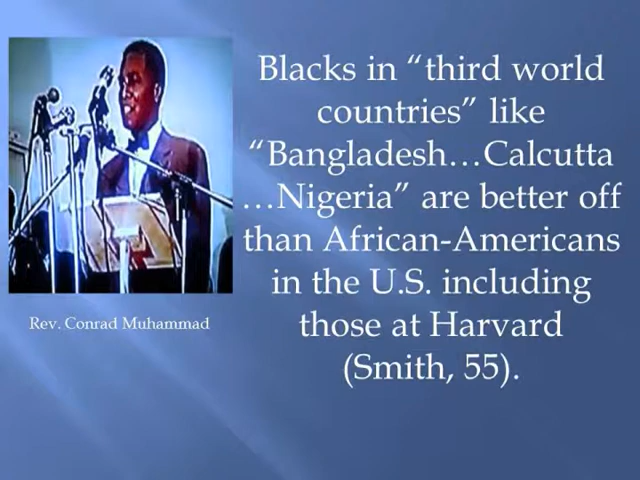 Blacks in “third world
countries” like
“Bangladesh…Calcutta
…Nigeria” are better off
than African-Americans
in the U.S. including
those at Harvard
(Smith, 55).
Rev. Conrad Muhammad